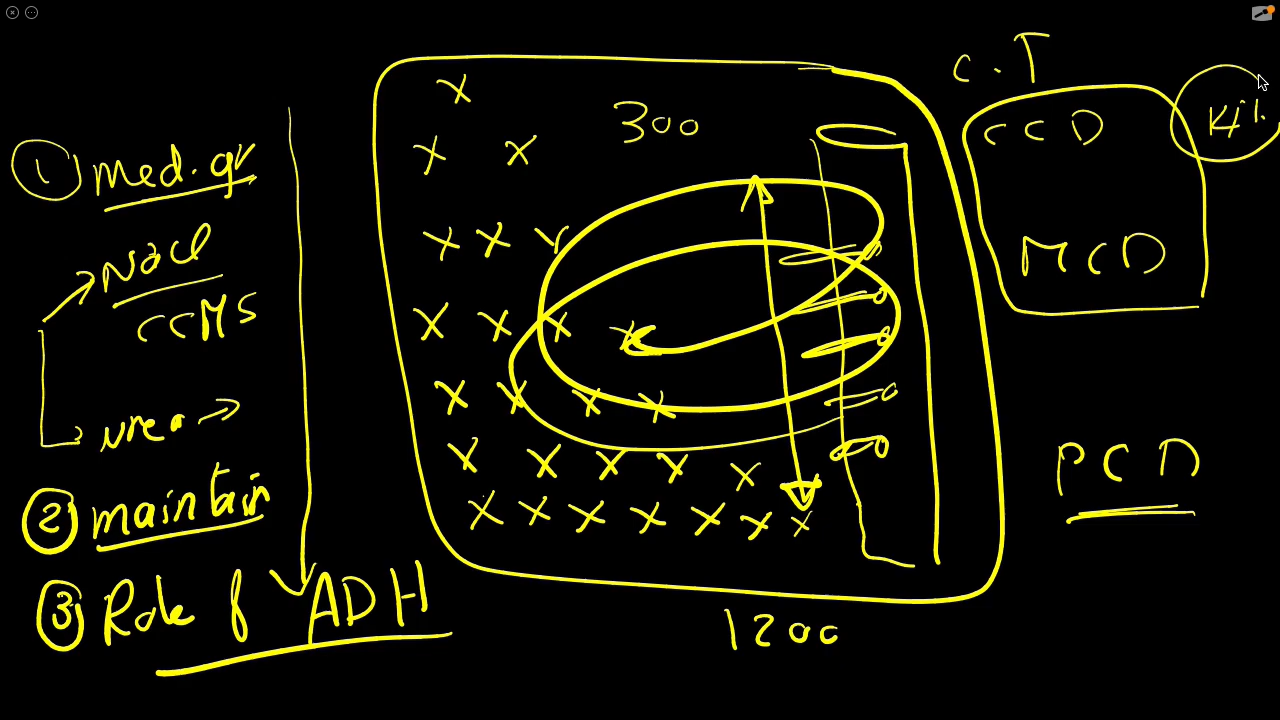 1 med. gr
NaCl
CCMS
urea →
2 maintain
3 Role of ADH
300
1200
C.T
CCD
MCD
PCD